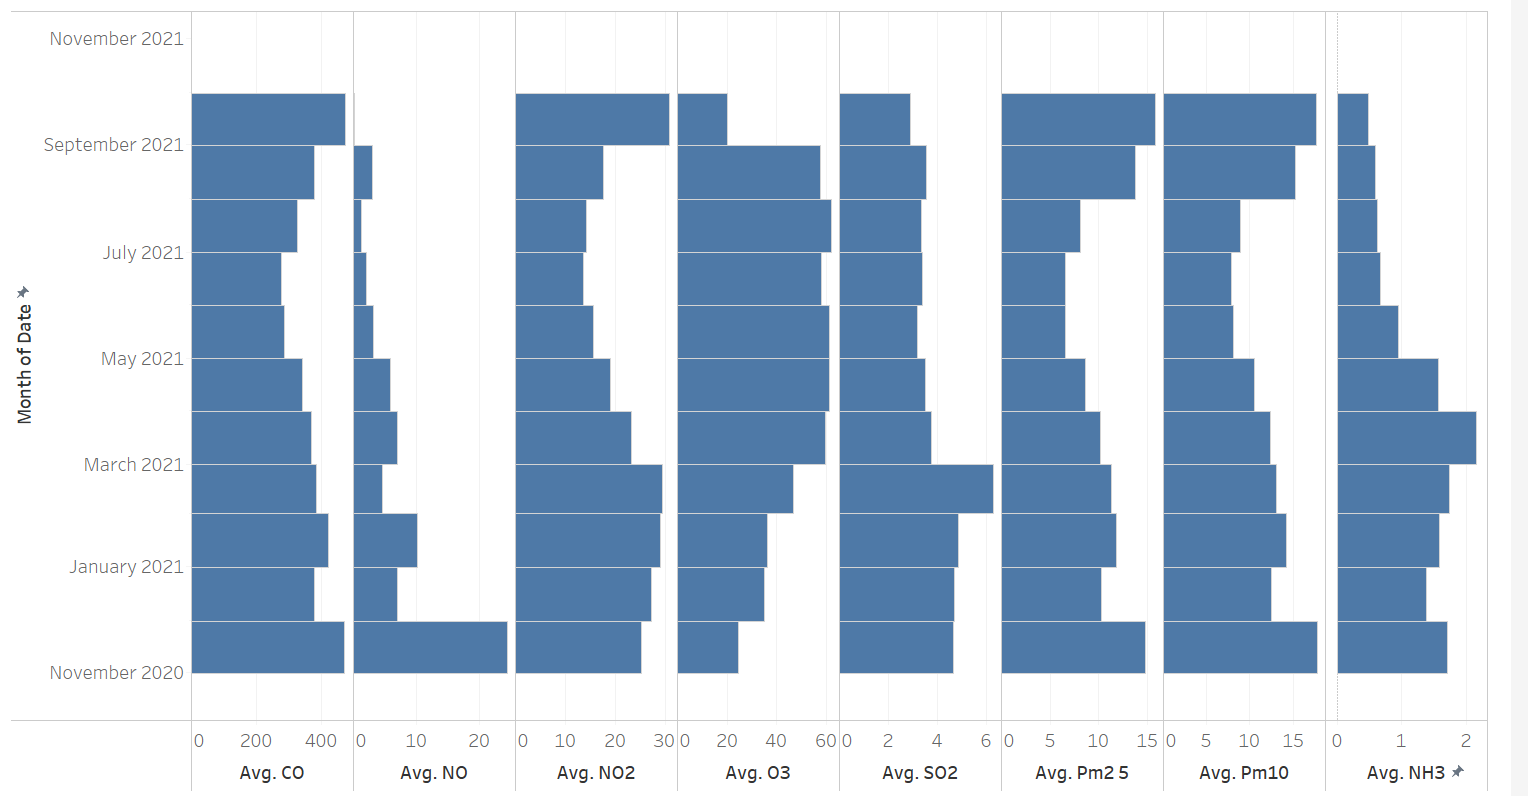 November 2021
September 2021
July 2021
May 2021
March 2021
January 2021
November 2020
Month of Date
0 200 400
0 10 20
0 10 20 30
0 20 40 60
0 2 4 6
0 5 10 15
0 5 10 15
0 1 2
Avg. CO
Avg. NO
Avg. NO2
Avg. O3
Avg. SO2
Avg. Pm2 5
Avg. Pm10
Avg. NH3